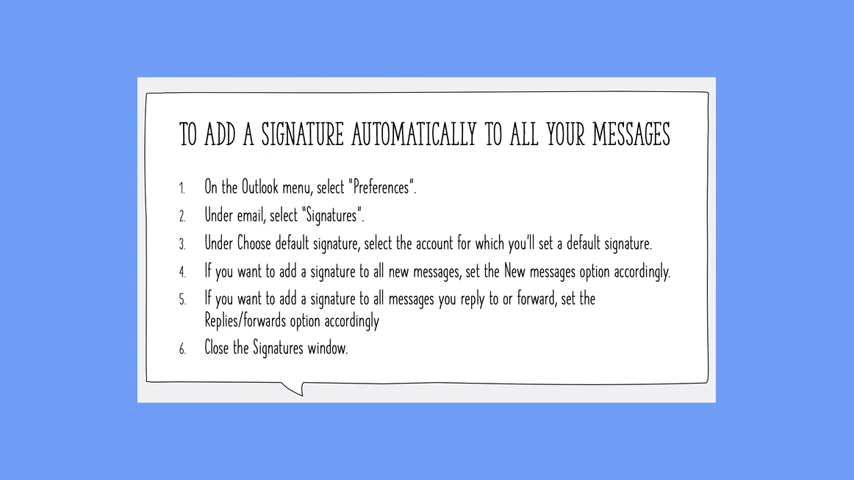 TO ADD A SIGNATURE AUTOMATICALLY TO ALL YOUR MESSAGES
1. On the Outlook menu, select "Preferences".
2. Under email, select "Signatures".
3. Under Choose default signature, select the account for which you'll set a default signature.
4. If you want to add a signature to all new messages, set the New messages option accordingly.
5. If you want to add a signature to all messages you reply to or forward, set the
Replies/forwards option accordingly
6. Close the Signatures window.